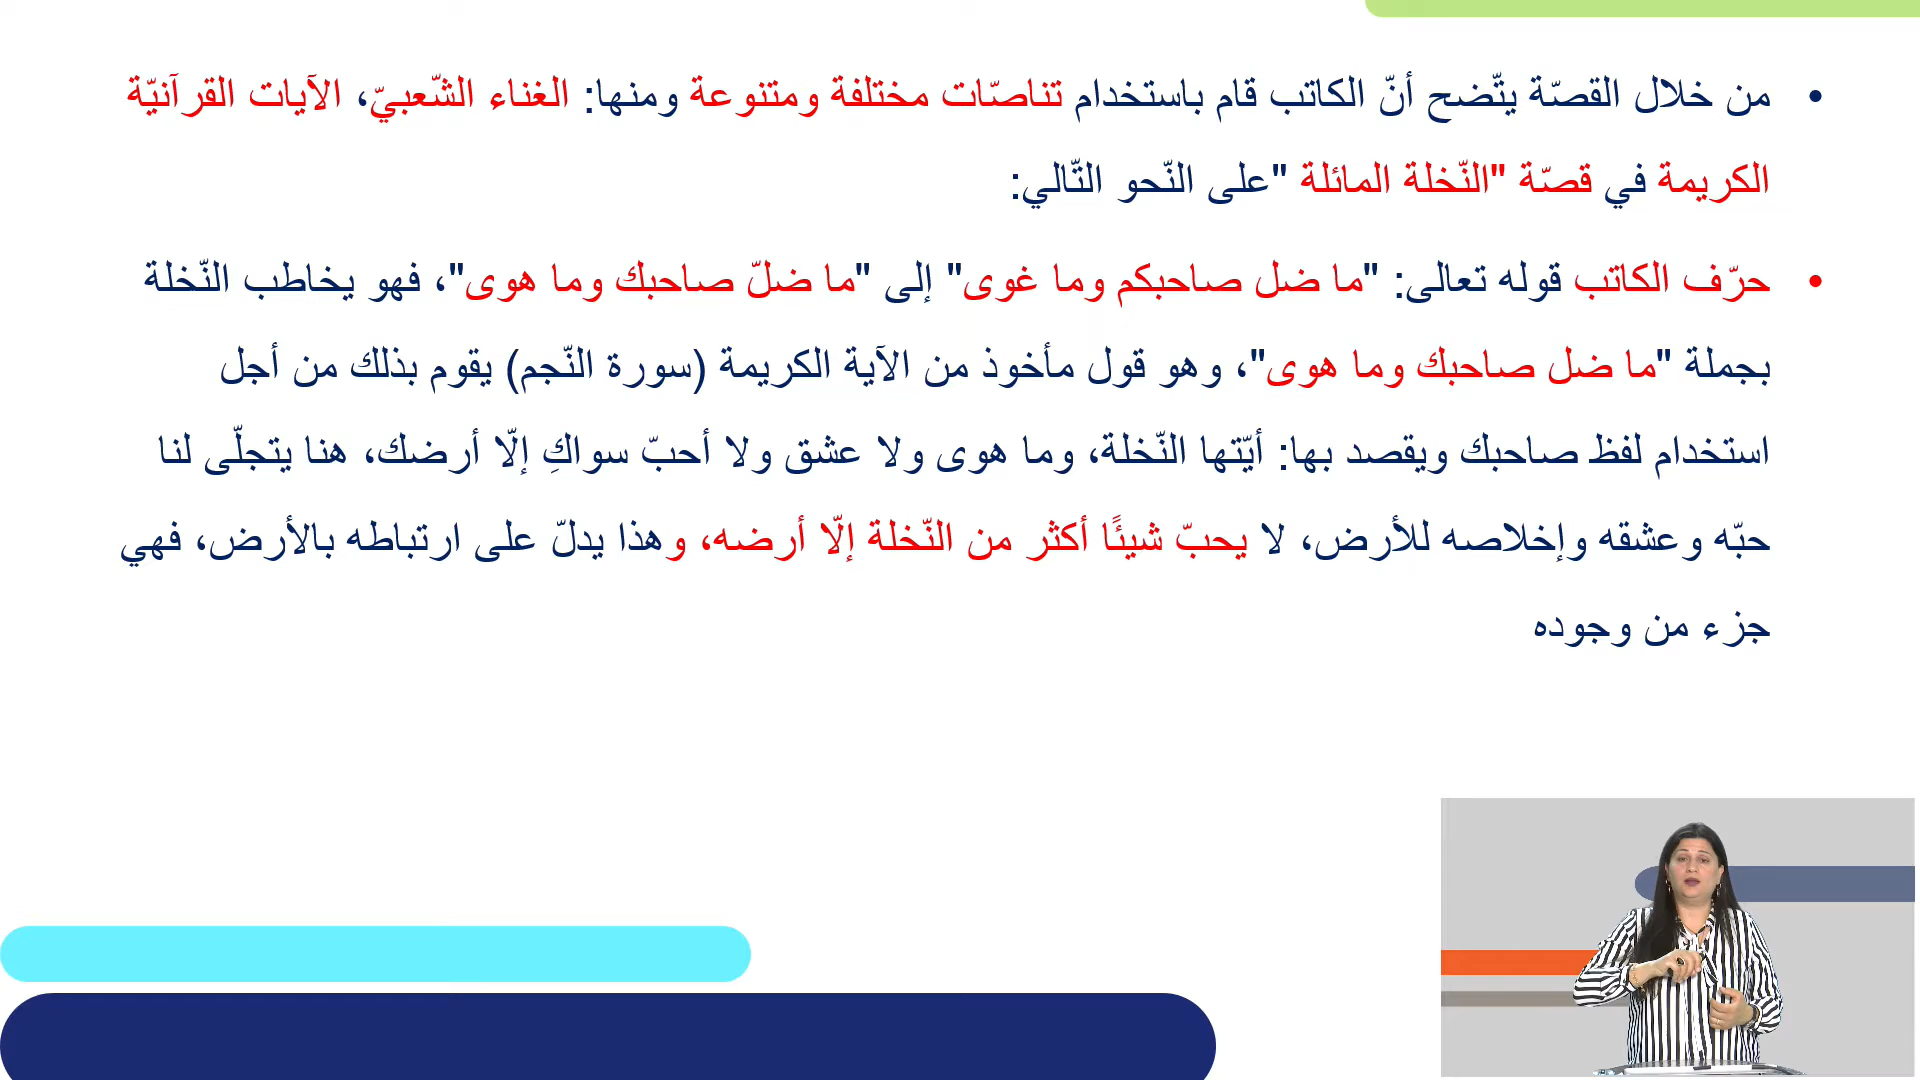 • من خلال القصّة يتّضح أنّ الكاتب قام باستخدام تناصّات مختلفة ومتنوعة ومنها: الغناء الشّعبيّ، الآيات القرآنيّة
الكريمة في قصّة "النّخلة المائلة "على النّحو التّالي:
• حرّف الكاتب قوله تعالى: "ما ضل صاحبكم وما غوى" إلى "ما ضلّ صاحبك وما هوى"، فهو يخاطب النّخلة
بجملة "ما ضل صاحبك وما هوى"، وهو قول مأخوذ من الآية الكريمة (سورة النّجم) يقوم بذلك من أجل
استخدام لفظ صاحبك ويقصد بها: أيّتها النّخلة، وما هوى ولا عشق ولا أحبّ سواكِ إلّا أرضك، هنا يتجلّى لنا
حبّه وعشقه وإخلاصه للأرض، لا يحبّ شيئًا أكثر من النّخلة إلّا أرضه، وهذا يدلّ على ارتباطه بالأرض، فهي
جزء من وجوده